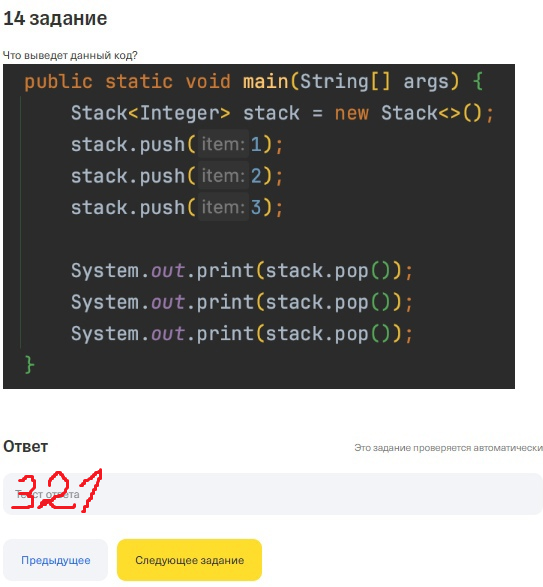 14 задание
Что выведет данный код?
public static void main(String[] args) {
Stack<Integer> stack = new Stack<>();
stack.push( item: 1);
stack.push( item: 2);
stack.push( item: 3);
System.out.print(stack.pop());
System.out.print(stack.pop());
System.out.print(stack.pop());
}
Ответ
Это задание проверяется автоматически
Текст ответа
321
Предыдущее
Следующее задание